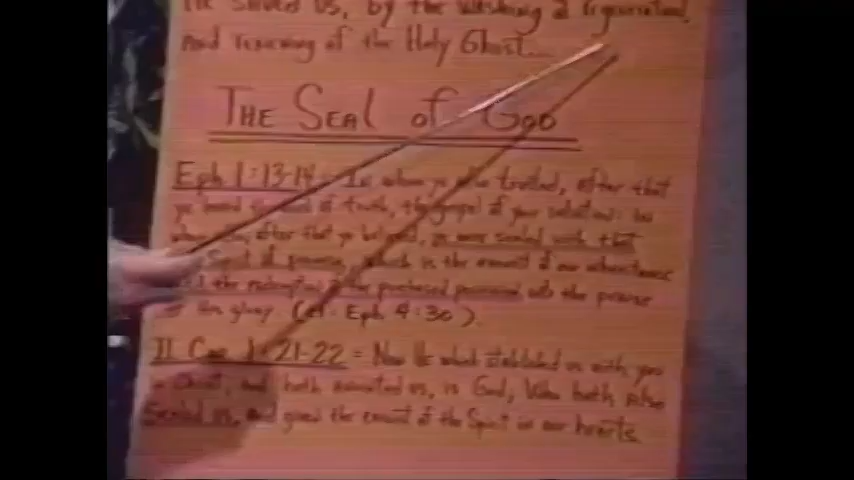 He saved us, by the washing of regeneration,
And renewing of the Holy Ghost...
THE SEAL of GOD
Eph 1:13-14 = In whom ye also trusted, after that
ye heard the word of truth, the gospel of your salvation: in
whom also, after that ye believed, ye were sealed with that
Spirit of promise, which is the earnest of our inheritance
the redemption of the purchased possession unto the praise
of His glory (cf. Eph 4:30).
II Cor 1:21-22 = Now He which stablished us with you
in Christ, and hath anointed us, is God, Who hath also
Sealed us, and given the earnest of the Spirit in our hearts.